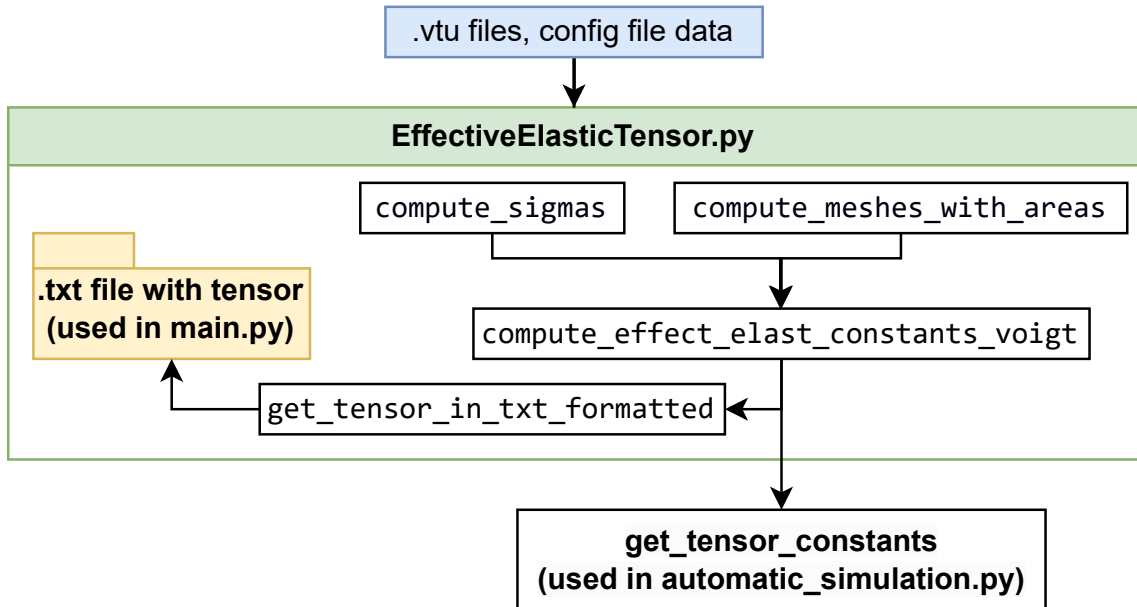 .vtu files, config file data
EffectiveElasticTensor.py
compute_sigmas
compute_meshes_with_areas
.txt file with tensor
(used in main.py)
compute_effect_elast_constants_voigt
get_tensor_in_txt_formatted
get_tensor_constants
(used in automatic_simulation.py)